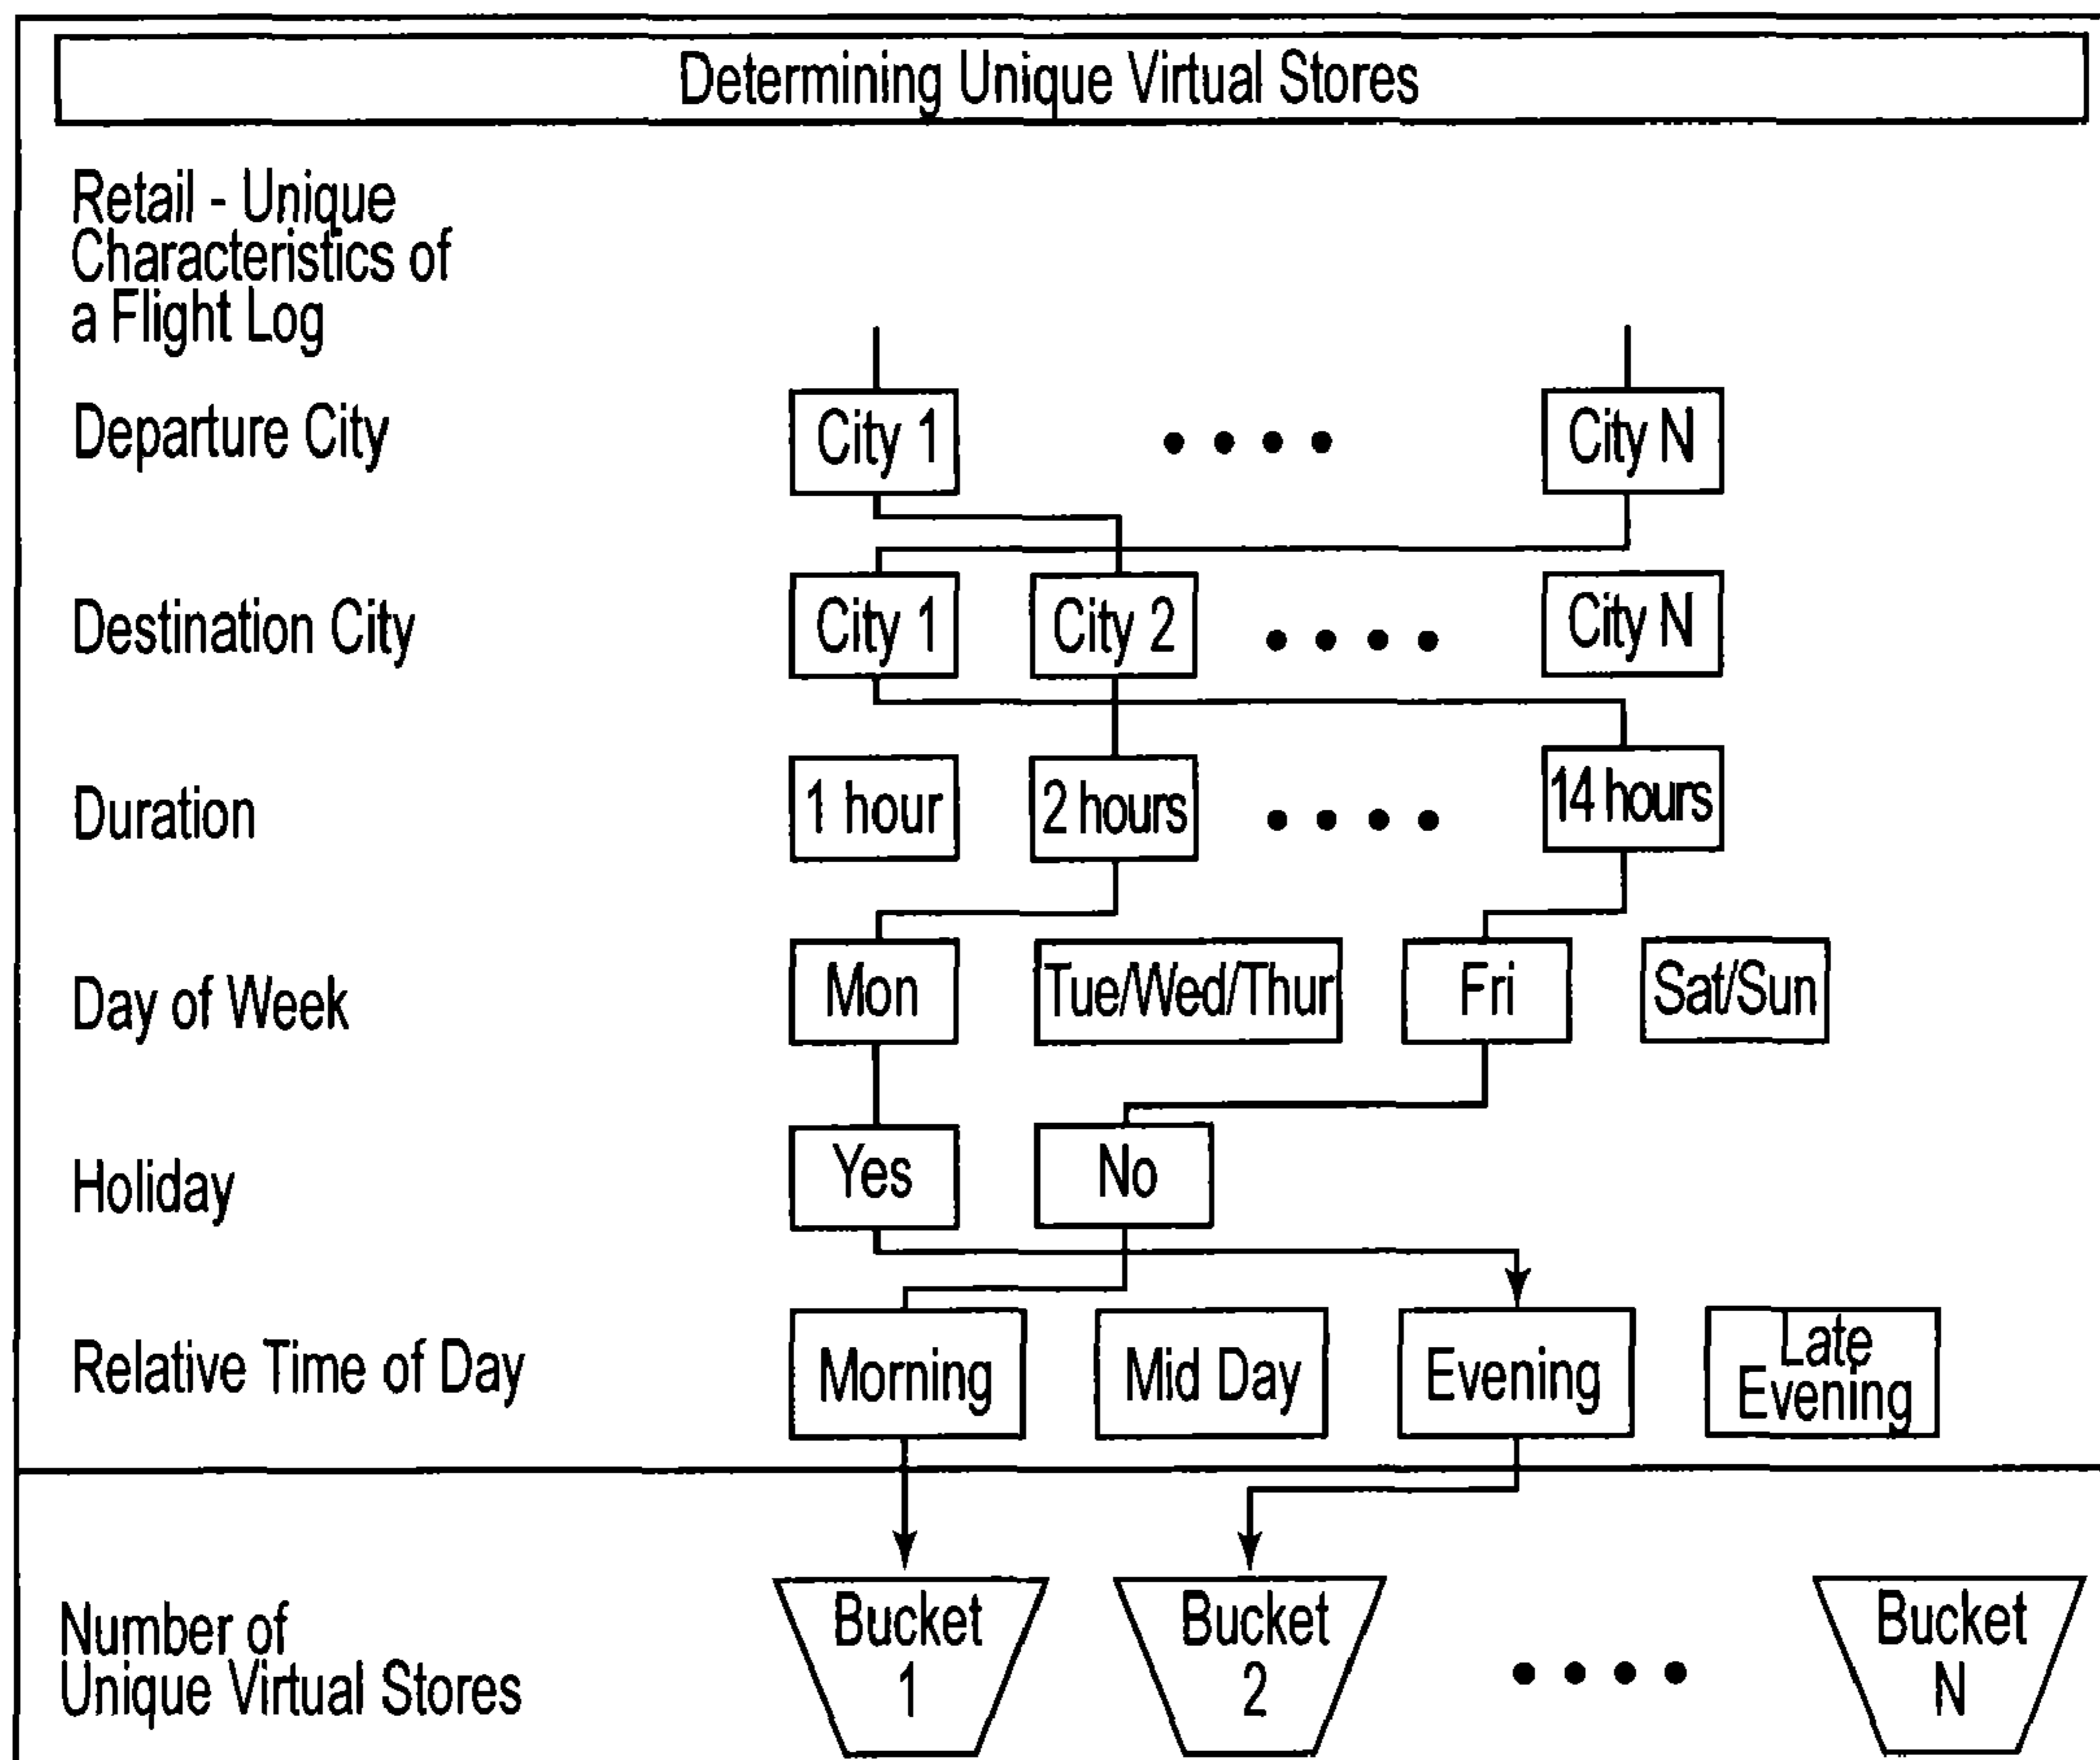 Determining Unique Virtual Stores
Retail - Unique
Characteristics of
a Flight Log
Departure City
City 1
City N
Destination City
City 1
City 2
City N
Duration
1 hour
2 hours
14 hours
Day of Week
Mon
Tue/Wed/Thur
Fri
Sat/Sun
Holiday
Yes
No
Relative Time of Day
Morning
Mid Day
Evening
Late
Evening
Number of
Unique Virtual Stores
Bucket
1
Bucket
2
Bucket
N